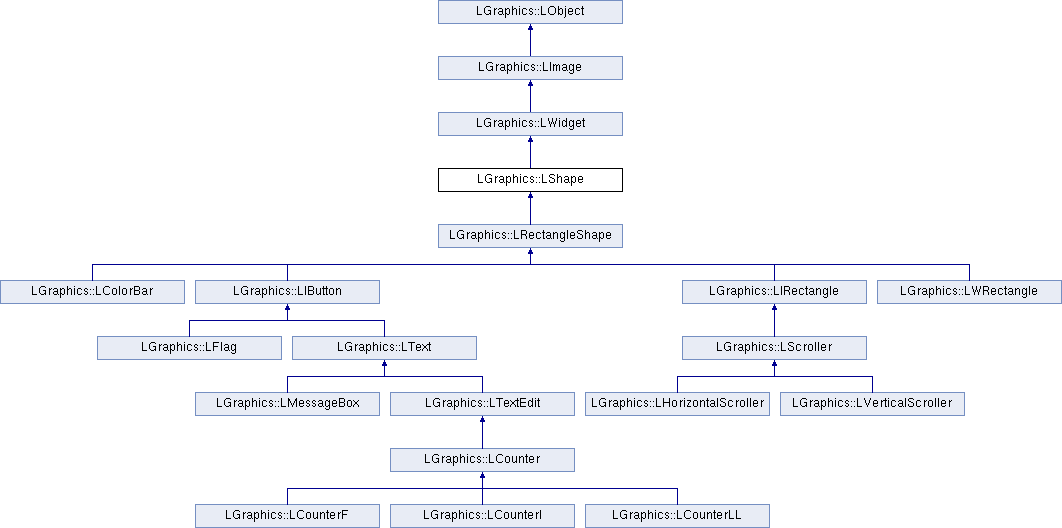 LGraphics::LObject
LGraphics::LImage
LGraphics::LWidget
LGraphics::LShape
LGraphics::LRectangleShape
LGraphics::LColorBar
LGraphics::LIButton
LGraphics::LIRectangle
LGraphics::LWRectangle
LGraphics::LFlag
LGraphics::LText
LGraphics::LScroller
LGraphics::LMessageBox
LGraphics::LTextEdit
LGraphics::LHorizontalScroller
LGraphics::LVerticalScroller
LGraphics::LCounter
LGraphics::LCounterF
LGraphics::LCounterI
LGraphics::LCounterLL